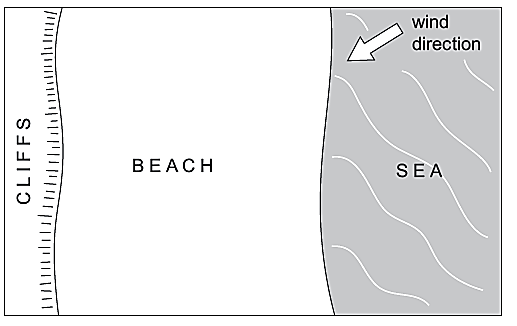 wind
direction
CLIFFS
BEACH
SEA